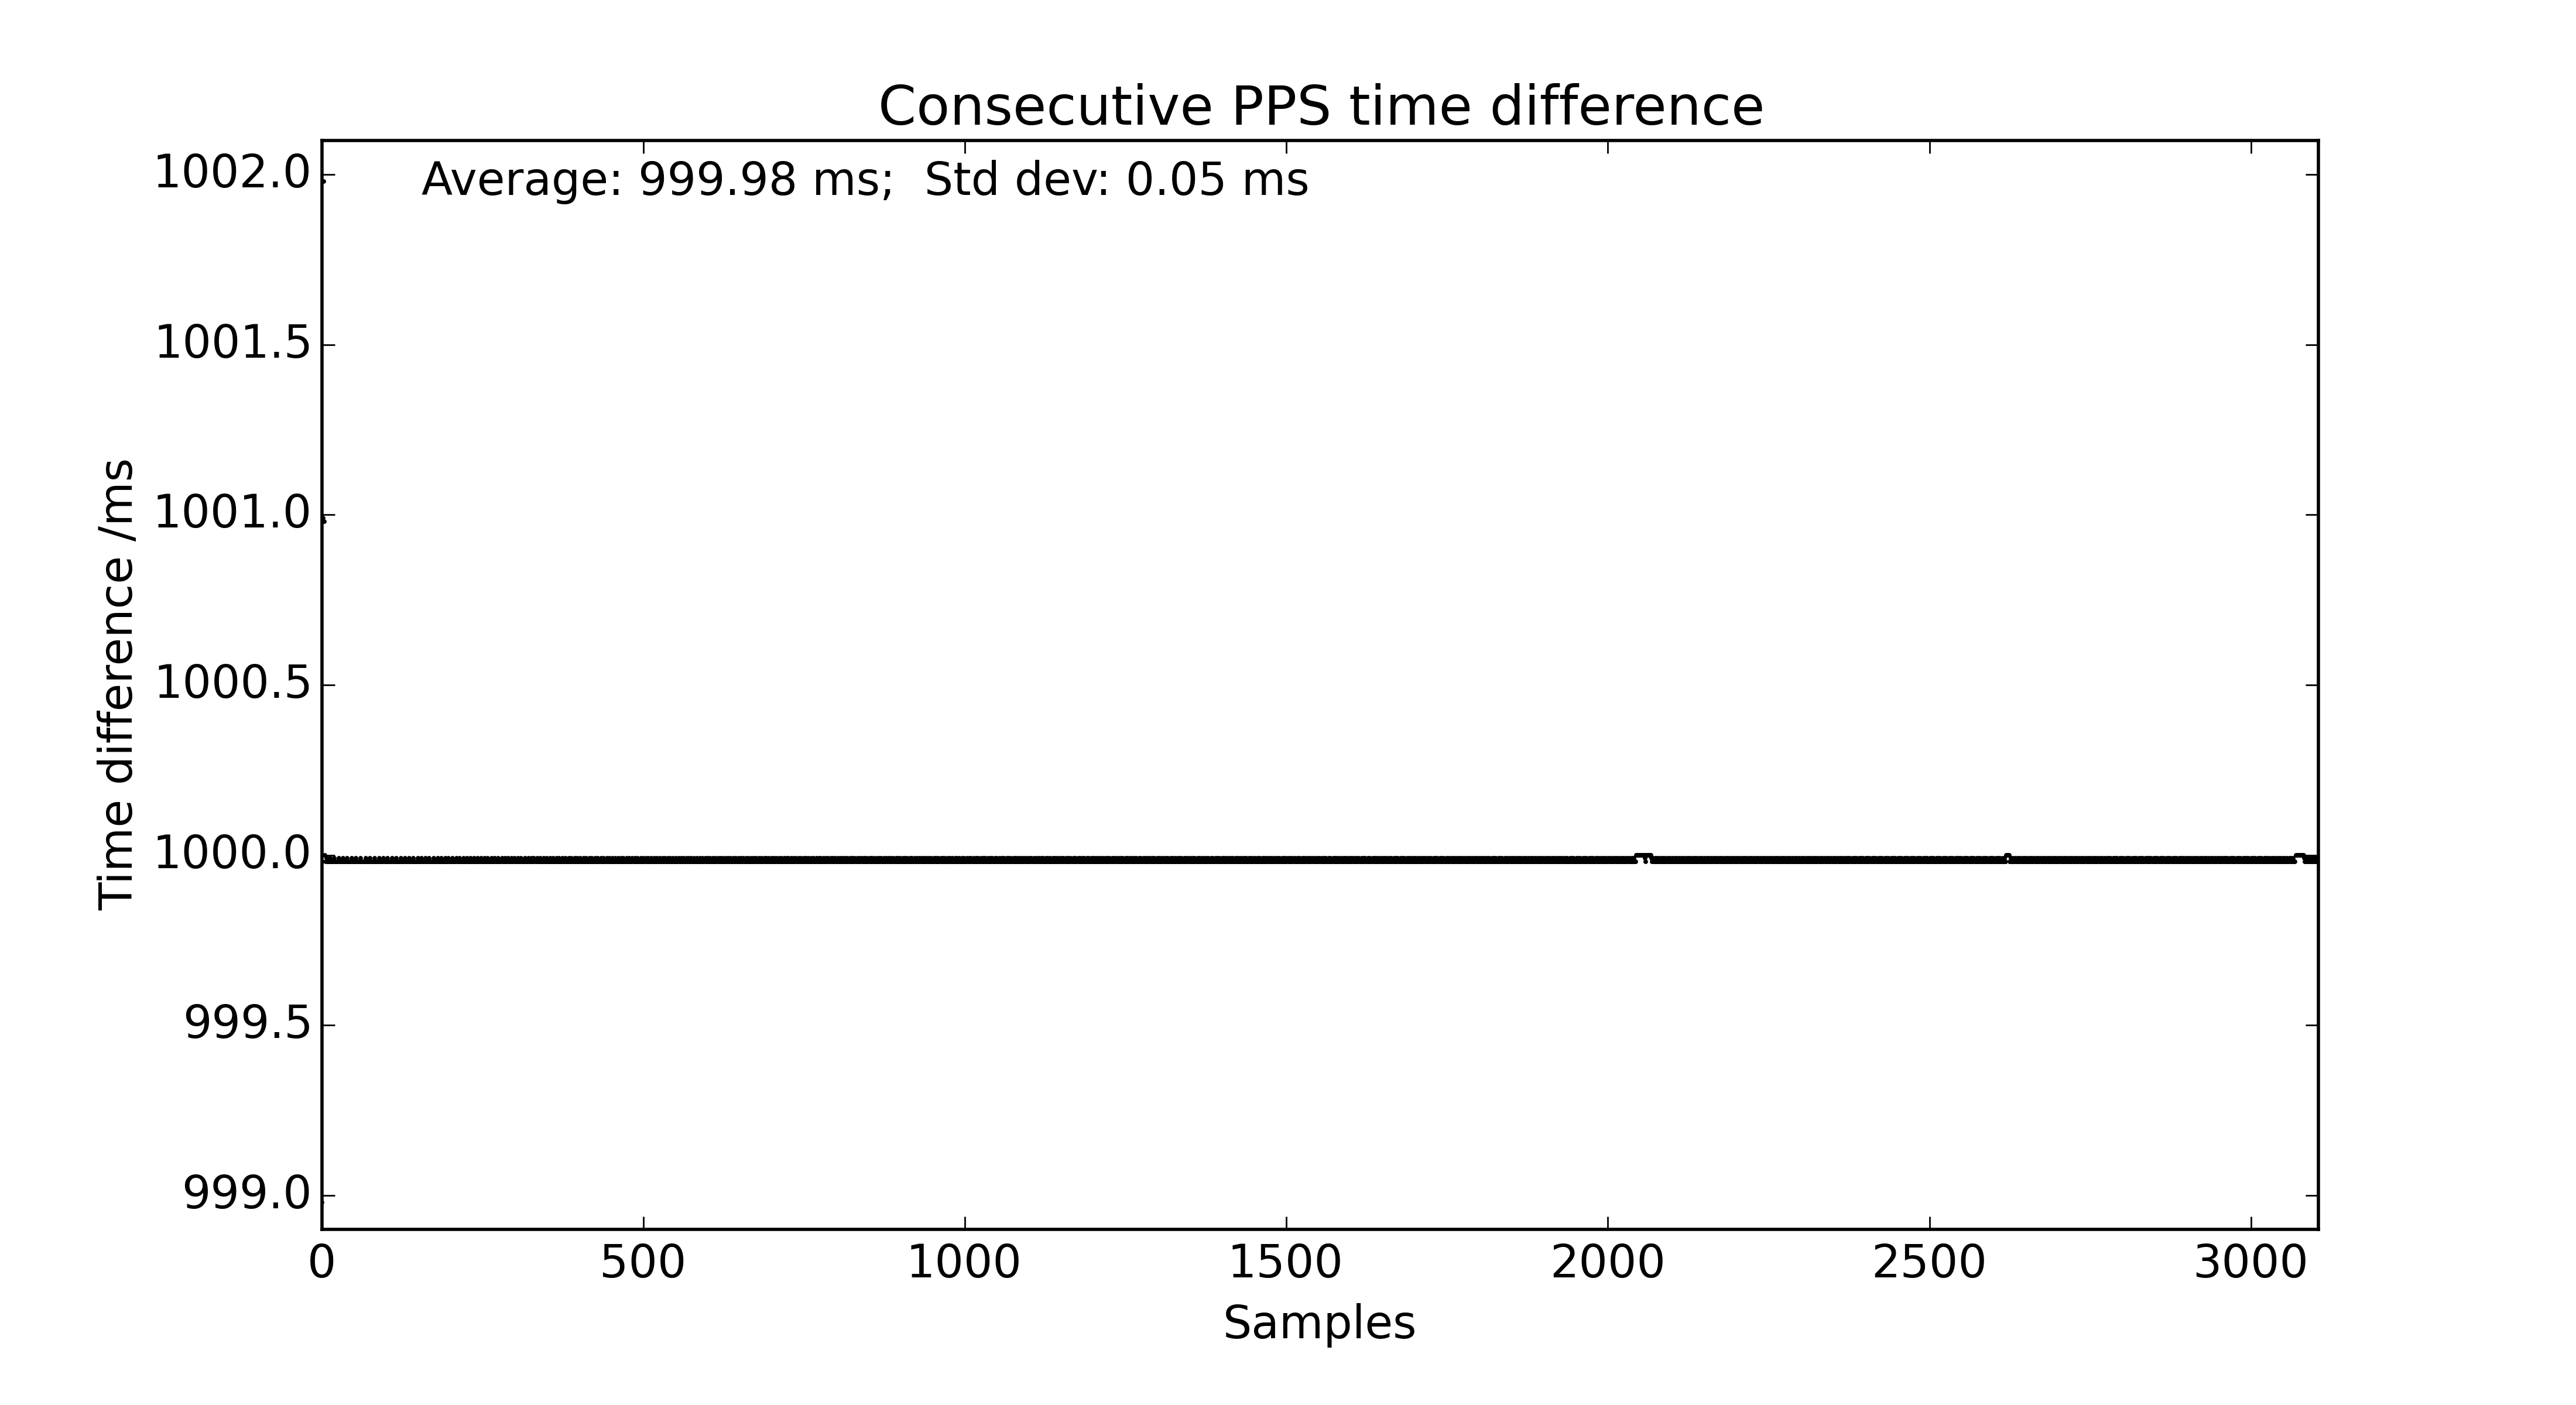 Consecutive PPS time difference
Average: 999.98 ms;  Std dev: 0.05 ms
Time difference /ms
1002.0
1001.5
1001.0
1000.5
1000.0
999.5
999.0
0 500 1000 1500 2000 2500 3000
Samples